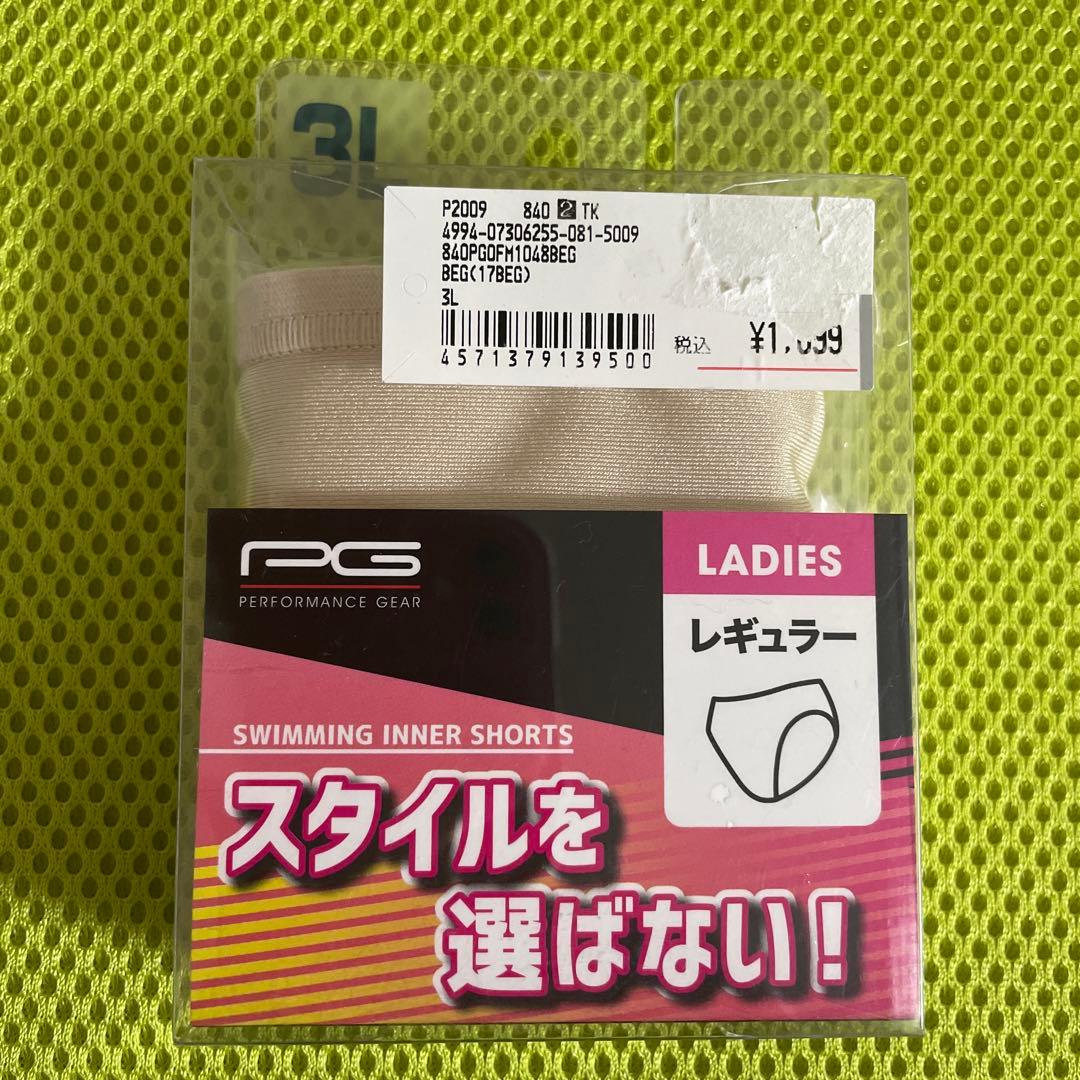 3L
P2009 840 2 TK
4994-07306255-081-5009
840PGOFM1048BEG
BEG(17BEG)
3L
4571379139500
税込
PG
PERFORMANCE GEAR
LADIES
レギュラー
SWIMMING INNER SHORTS
スタイルを
選ばない!